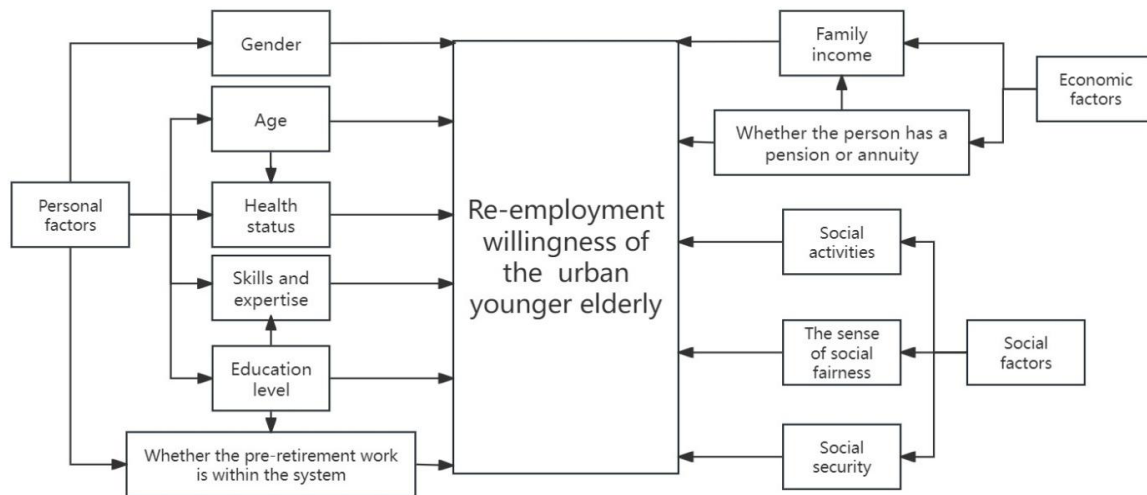 Gender
Age
Personal
factors
Health
status
Skills and
expertise
Education
level
Whether the pre-retirement work
is within the system
Re-employment
willingness of
the urban
younger elderly
Family
income
Whether the person has a
pension or annuity
Economic
factors
Social
activities
The sense
of social
fairness
Social
factors
Social
security